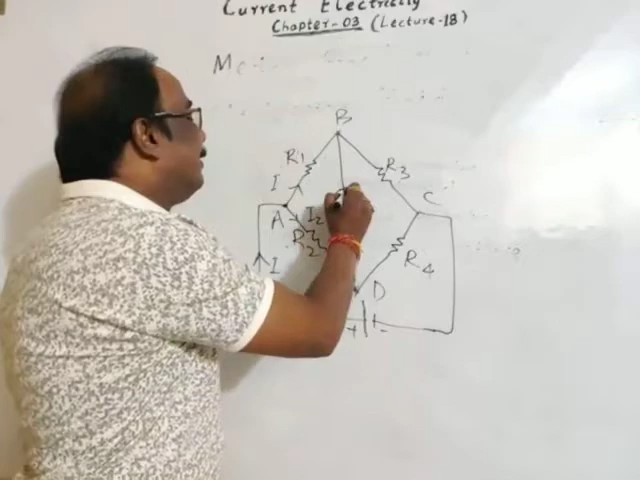 Current Electricity
Chapter-03 (Lecture-18)
B
R1
R3
I
C
A
I2
R2
R4
I
D
+ -